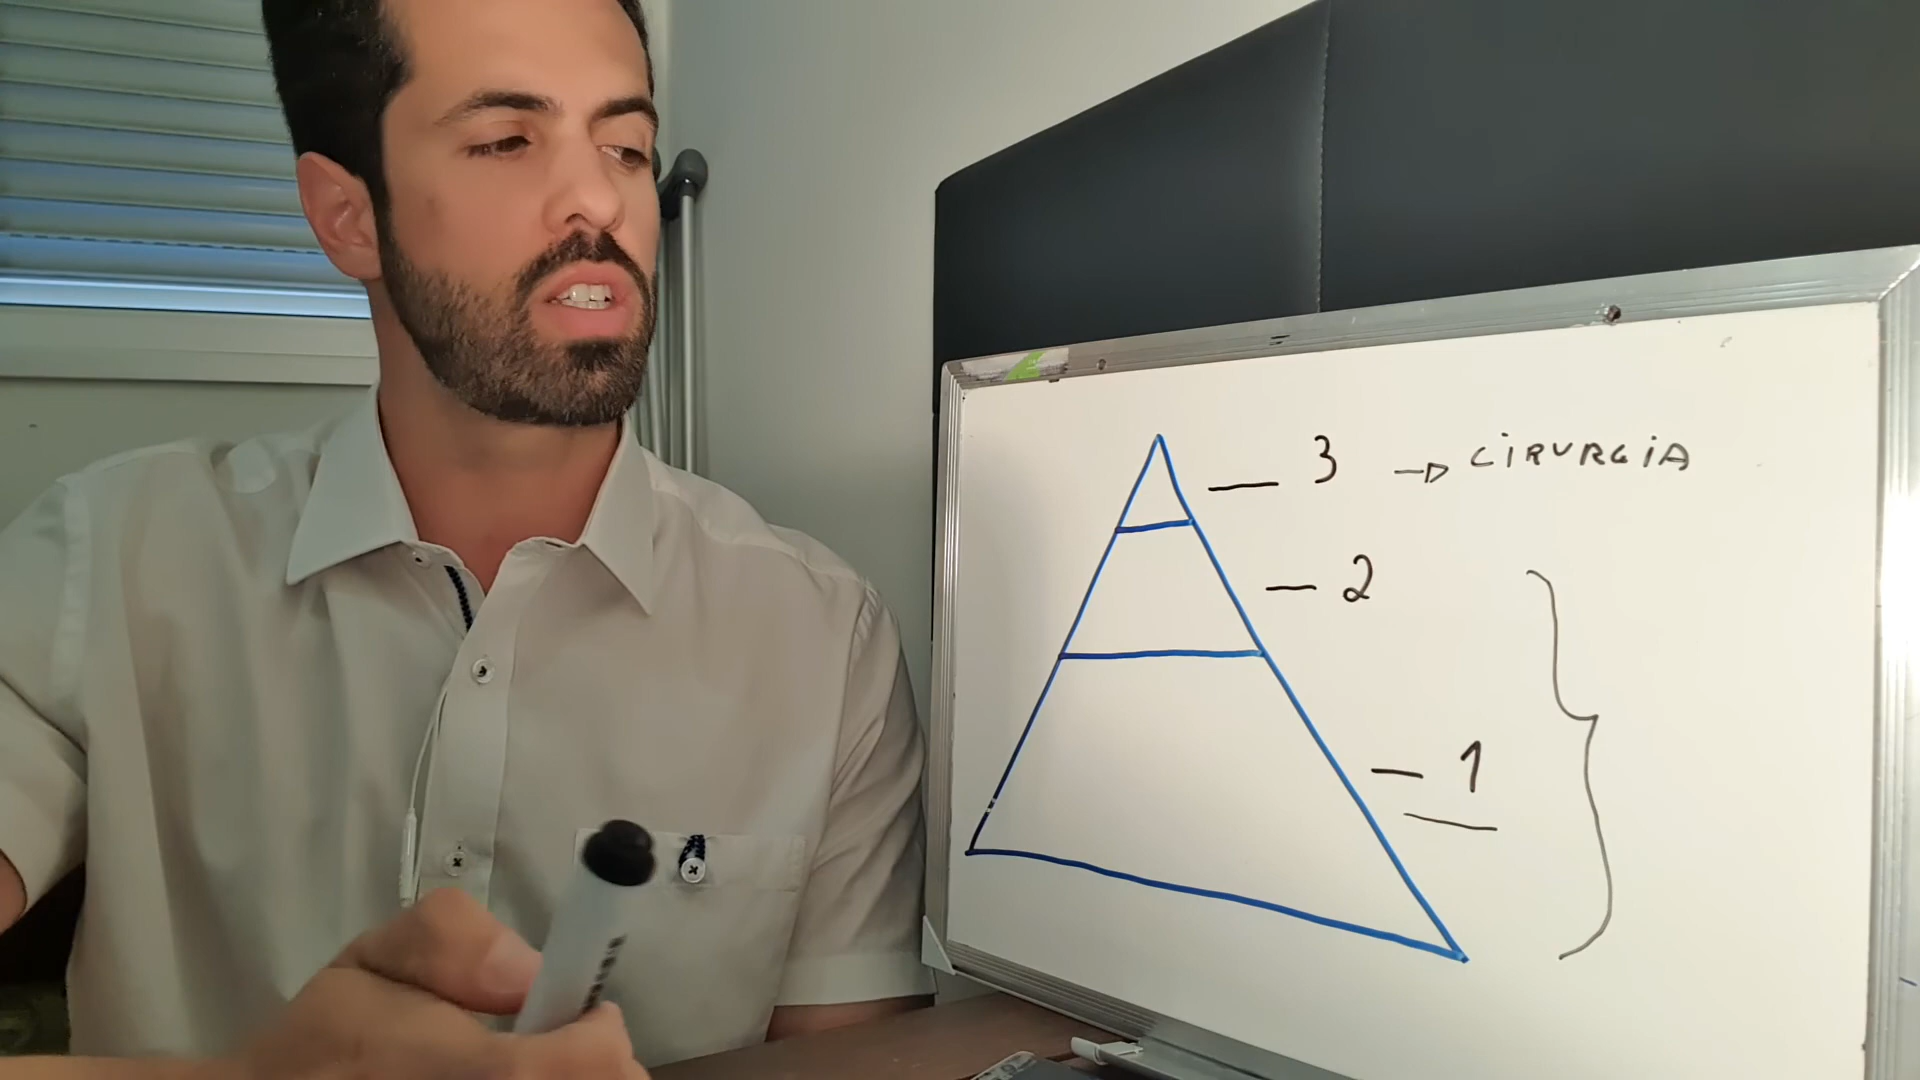 — 3 → CIRURGIA
— 2
— 1